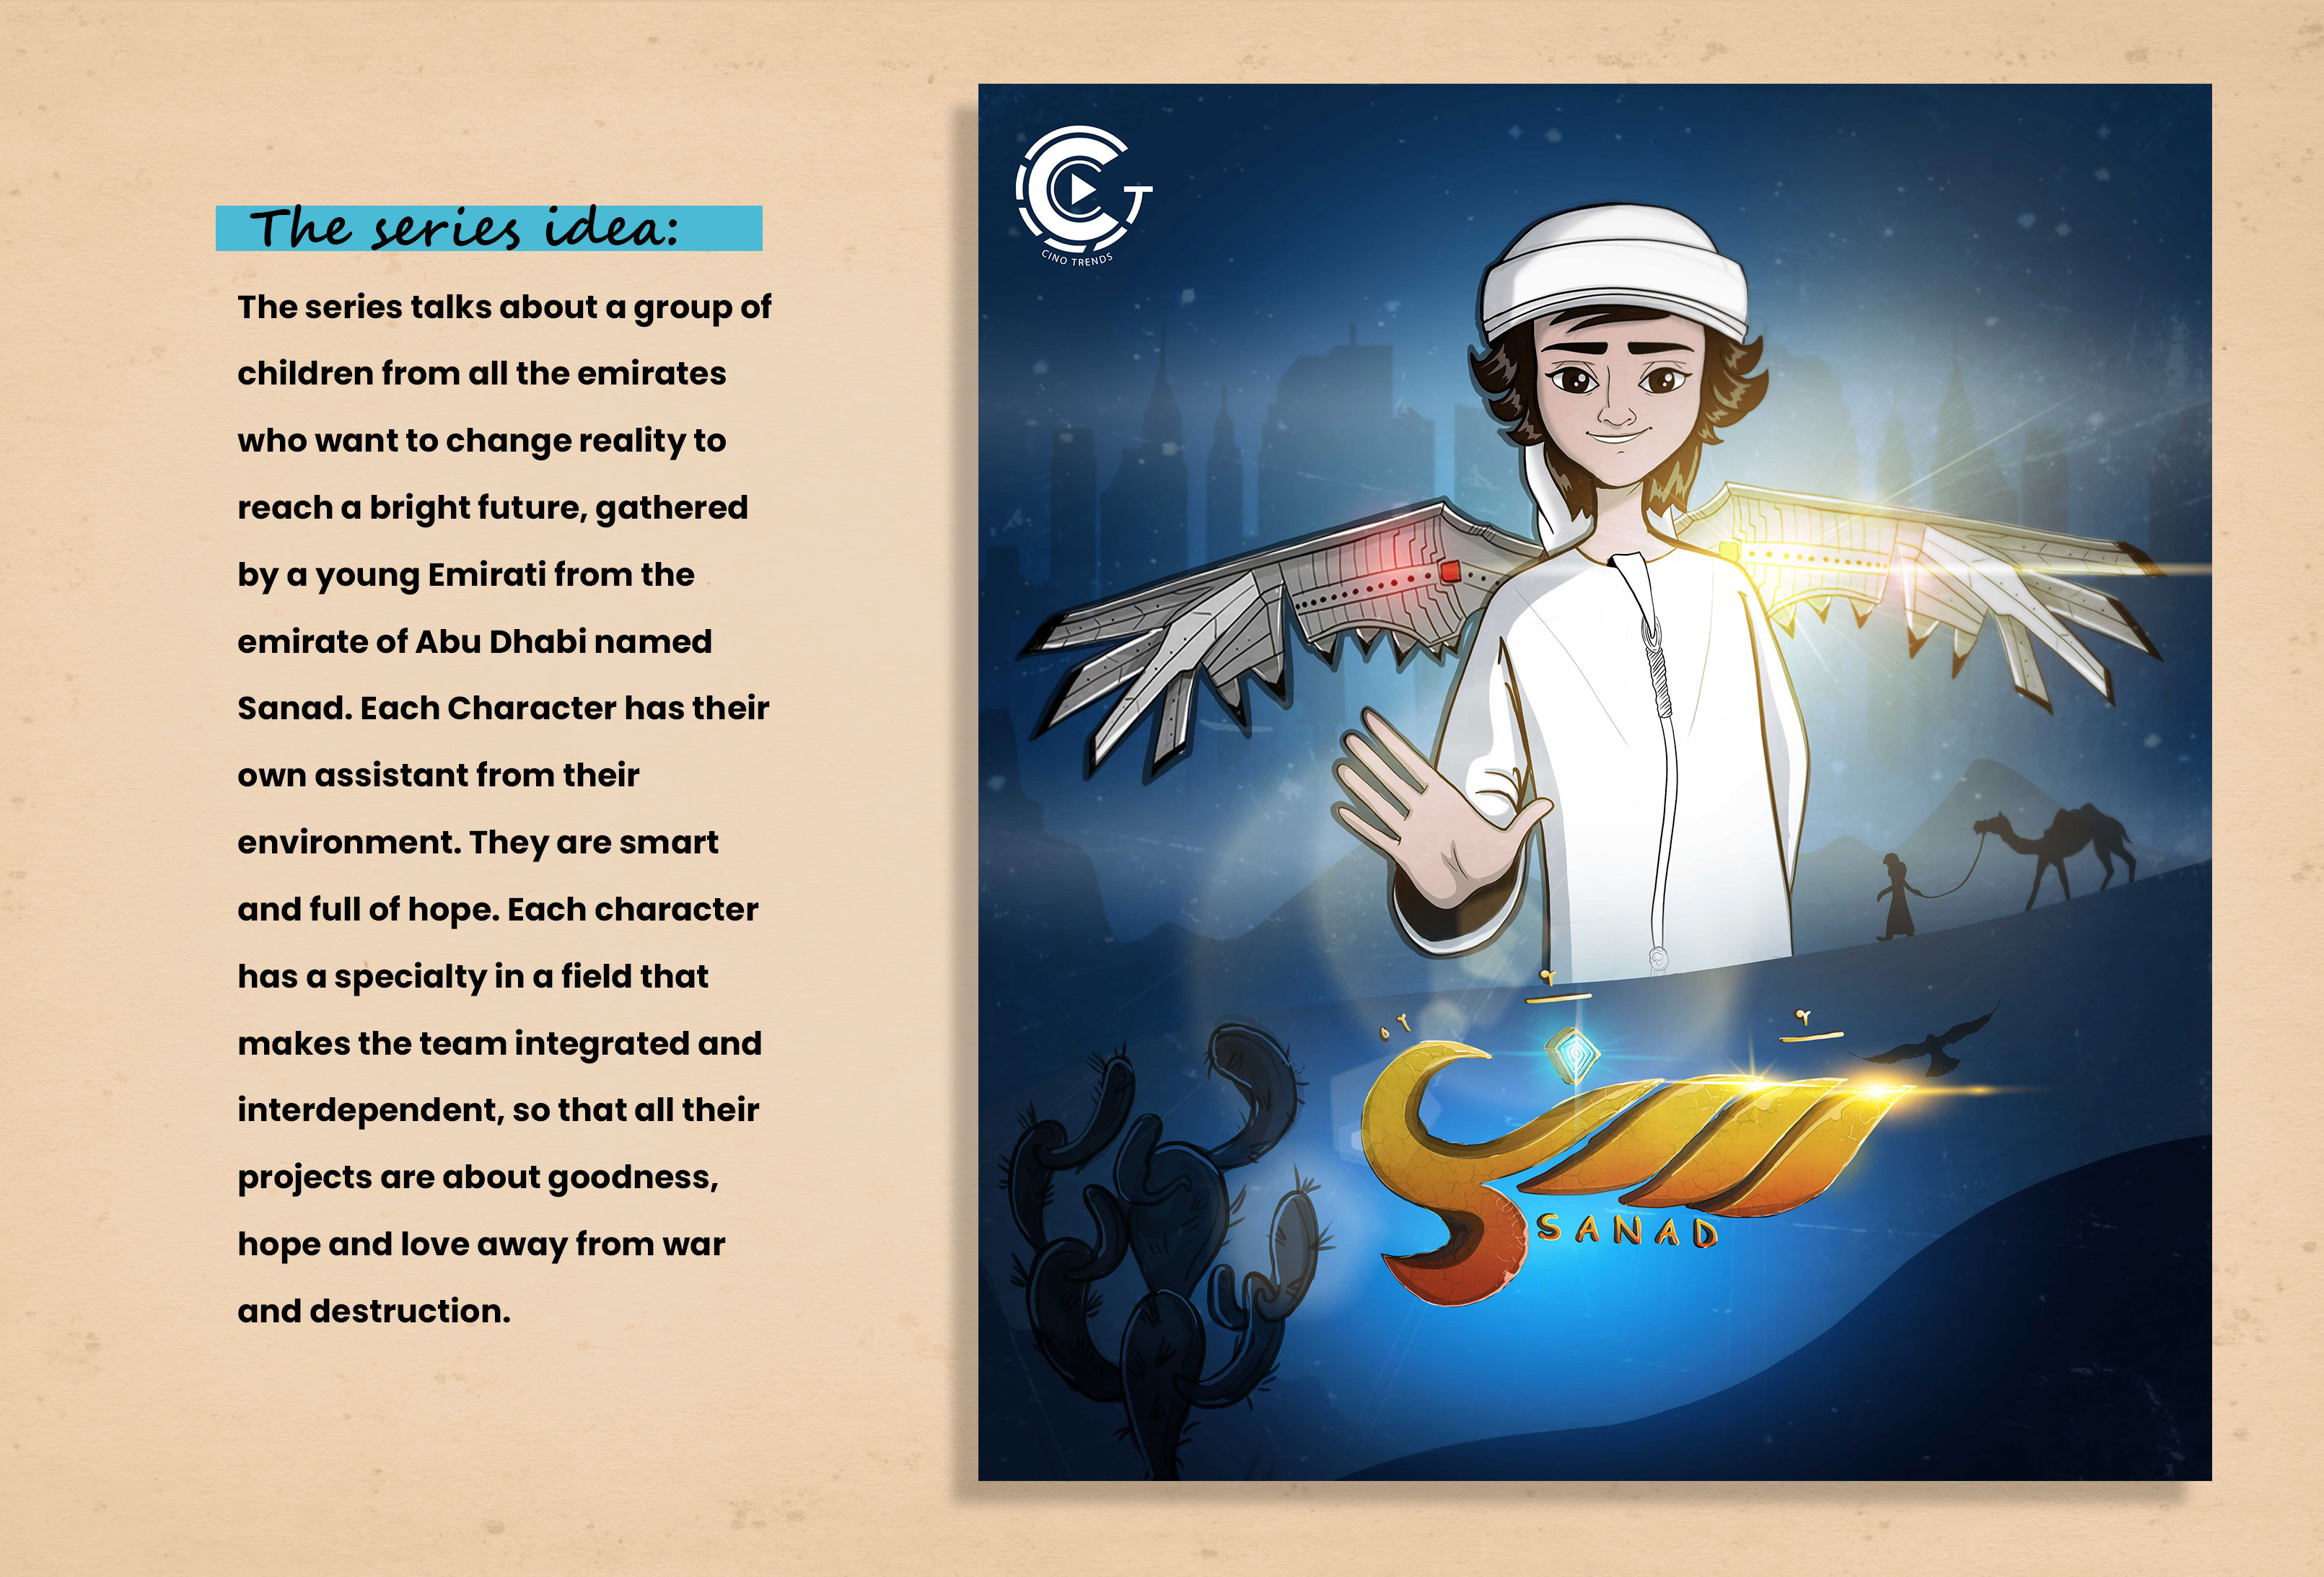 The series idea:
The series talks about a group of
children from all the emirates
who want to change reality to
reach a bright future, gathered
by a young Emirati from the
emirate of Abu Dhabi named
Sanad. Each Character has their
own assistant from their
environment. They are smart
and full of hope. Each character
has a specialty in a field that
makes the team integrated and
interdependent, so that all their
projects are about goodness,
hope and love away from war
and destruction.
CINO TRENDS
سند
SANAD